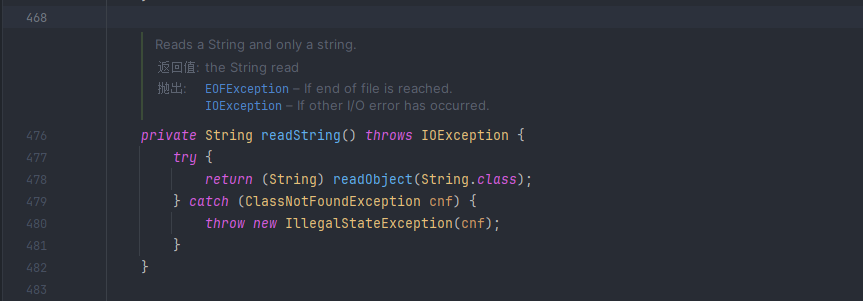 468
Reads a String and only a string.
返回值: the String read
抛出: EOFException – If end of file is reached.
IOException – If other I/O error has occurred.
476 private String readString() throws IOException {
477 try {
478 return (String) readObject(String.class);
479 } catch (ClassNotFoundException cnf) {
480 throw new IllegalStateException(cnf);
481 }
482 }
483